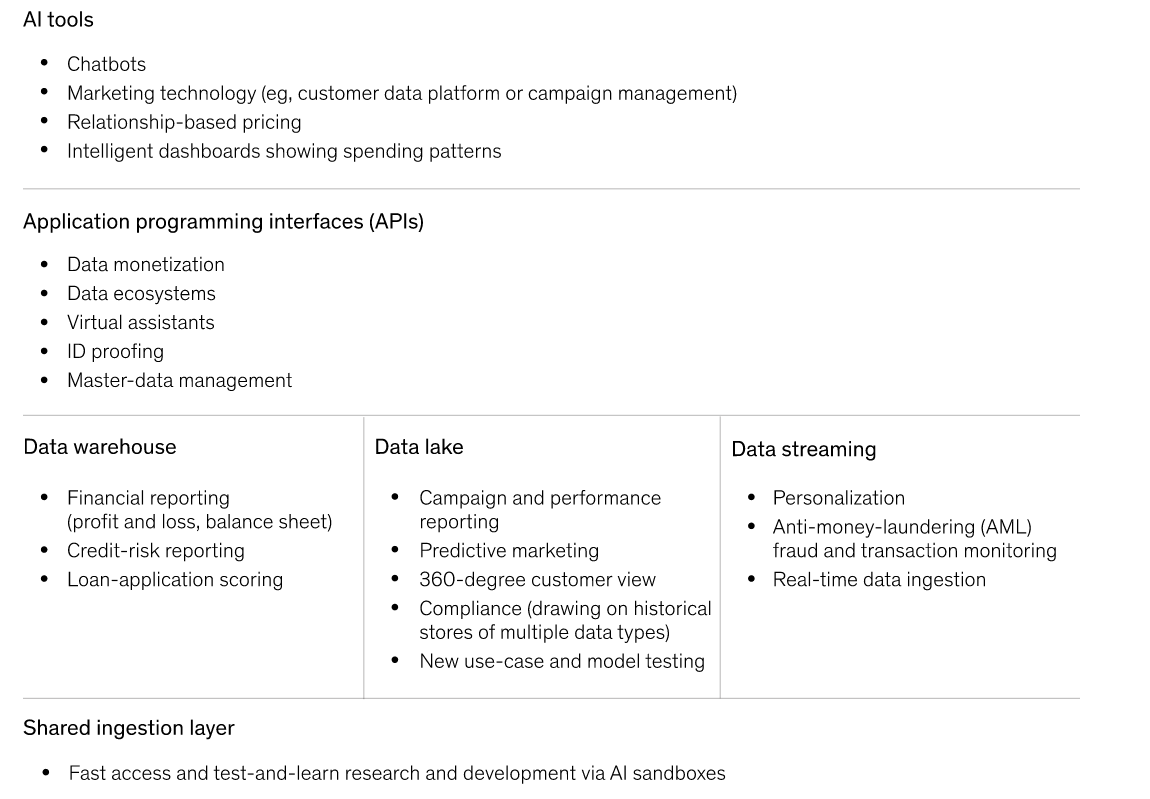 AI tools
• Chatbots
• Marketing technology (eg, customer data platform or campaign management)
• Relationship-based pricing
• Intelligent dashboards showing spending patterns
Application programming interfaces (APIs)
• Data monetization
• Data ecosystems
• Virtual assistants
• ID proofing
• Master-data management
Data warehouse
• Financial reporting
(profit and loss, balance sheet)
• Credit-risk reporting
• Loan-application scoring
Data lake
• Campaign and performance
reporting
• Predictive marketing
• 360-degree customer view
• Compliance (drawing on historical
stores of multiple data types)
• New use-case and model testing
Data streaming
• Personalization
• Anti-money-laundering (AML)
fraud and transaction monitoring
• Real-time data ingestion
Shared ingestion layer
• Fast access and test-and-learn research and development via AI sandboxes